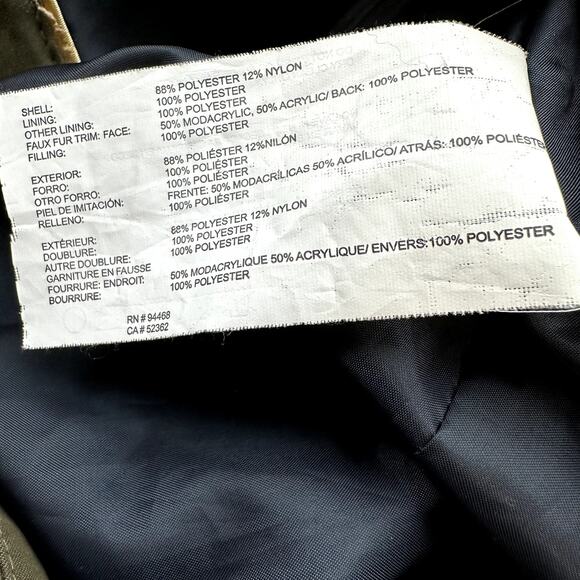 SHELL: 88% POLYESTER 12% NYLON
LINING: 100% POLYESTER
OTHER LINING: 100% POLYESTER
FAUX FUR TRIM: FACE: 50% MODACRYLIC, 50% ACRYLIC/ BACK: 100% POLYESTER
FILLING: 100% POLYESTER
EXTERIOR: 88% POLIÉSTER 12%NILÓN
FORRO: 100% POLIÉSTER
OTRO FORRO: 100% POLIÉSTER
PIEL DE IMITACIÓN: FRENTE: 50% MODACRÍLICAS 50% ACRÍLICO/ ATRÁS: 100% POLIÉSTE
RELLENO: 100% POLIÉSTER
EXTÉRIEUR: 88% POLYESTER 12% NYLON
DOUBLURE: 100% POLYESTER
AUTRE DOUBLURE: 100% POLYESTER
GARNITURE EN FAUSSE
FOURRURE: ENDROIT: 50% MODACRYLIQUE 50% ACRYLIQUE/ ENVERS:100% POLYESTER
BOURRURE: 100% POLYESTER
RN # 94468
CA # 52362